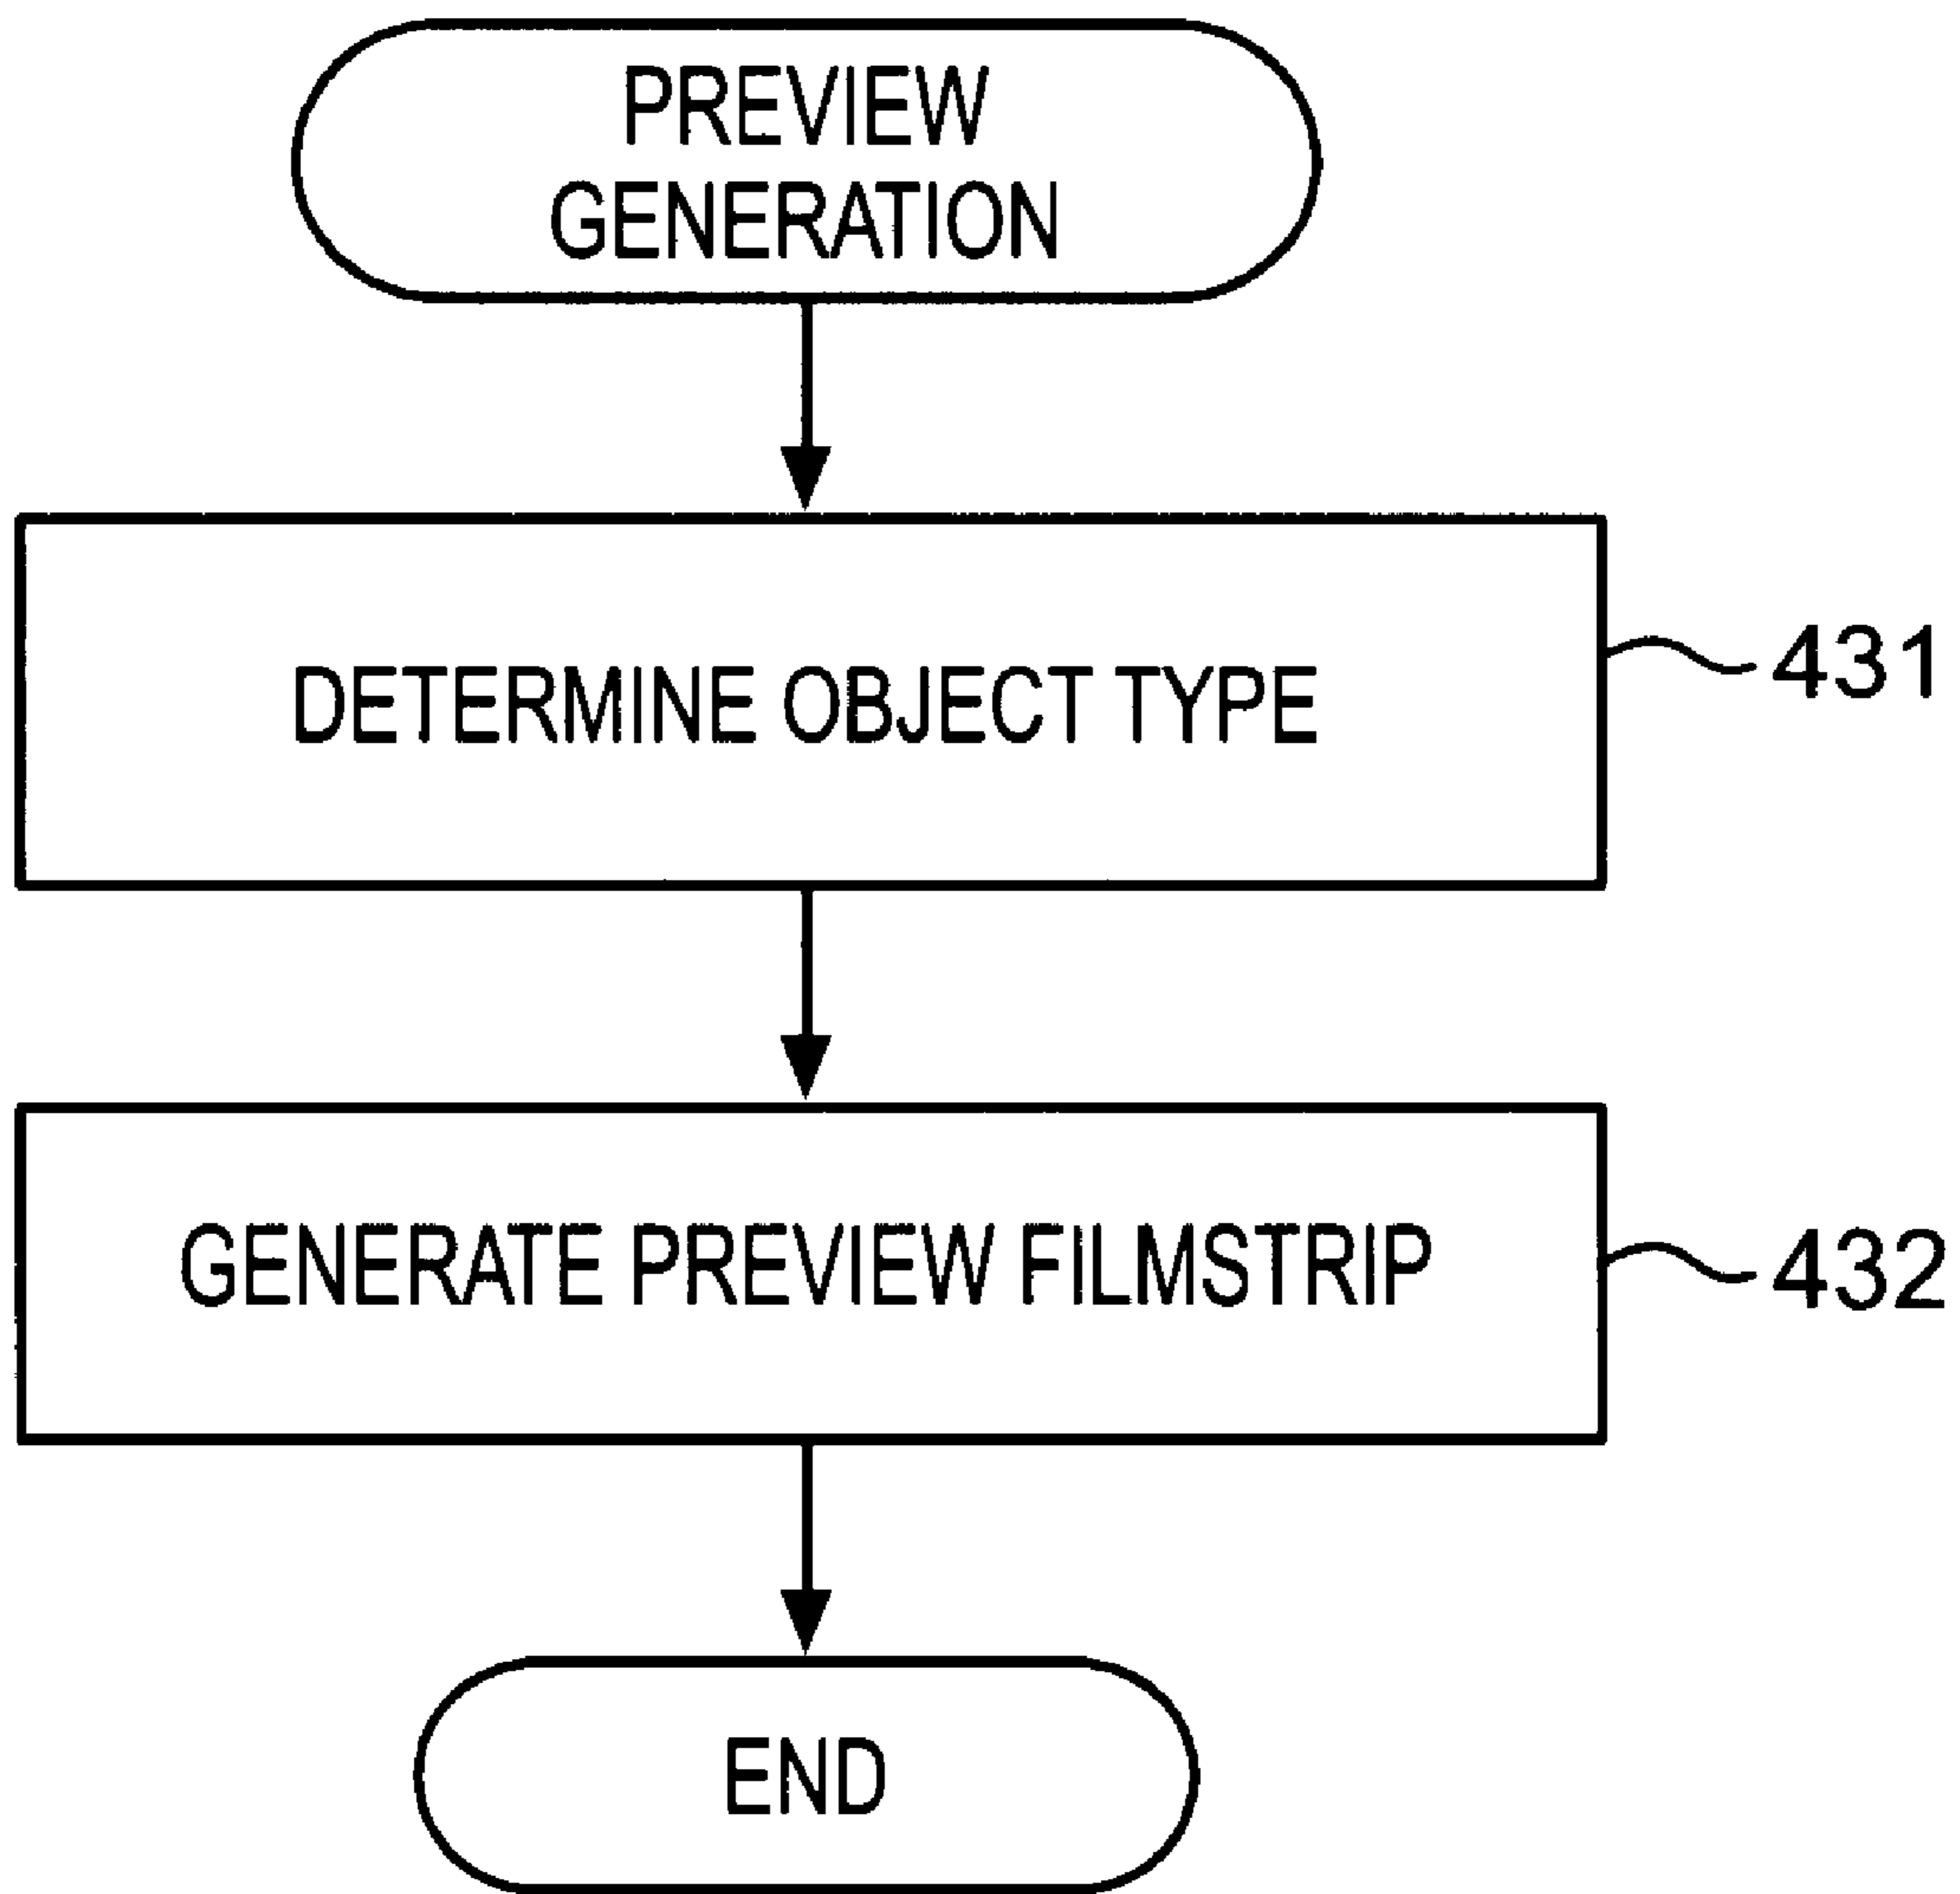 PREVIEW
GENERATION
DETERMINE OBJECT TYPE
431
GENERATE PREVIEW FILMSTRIP
432
END